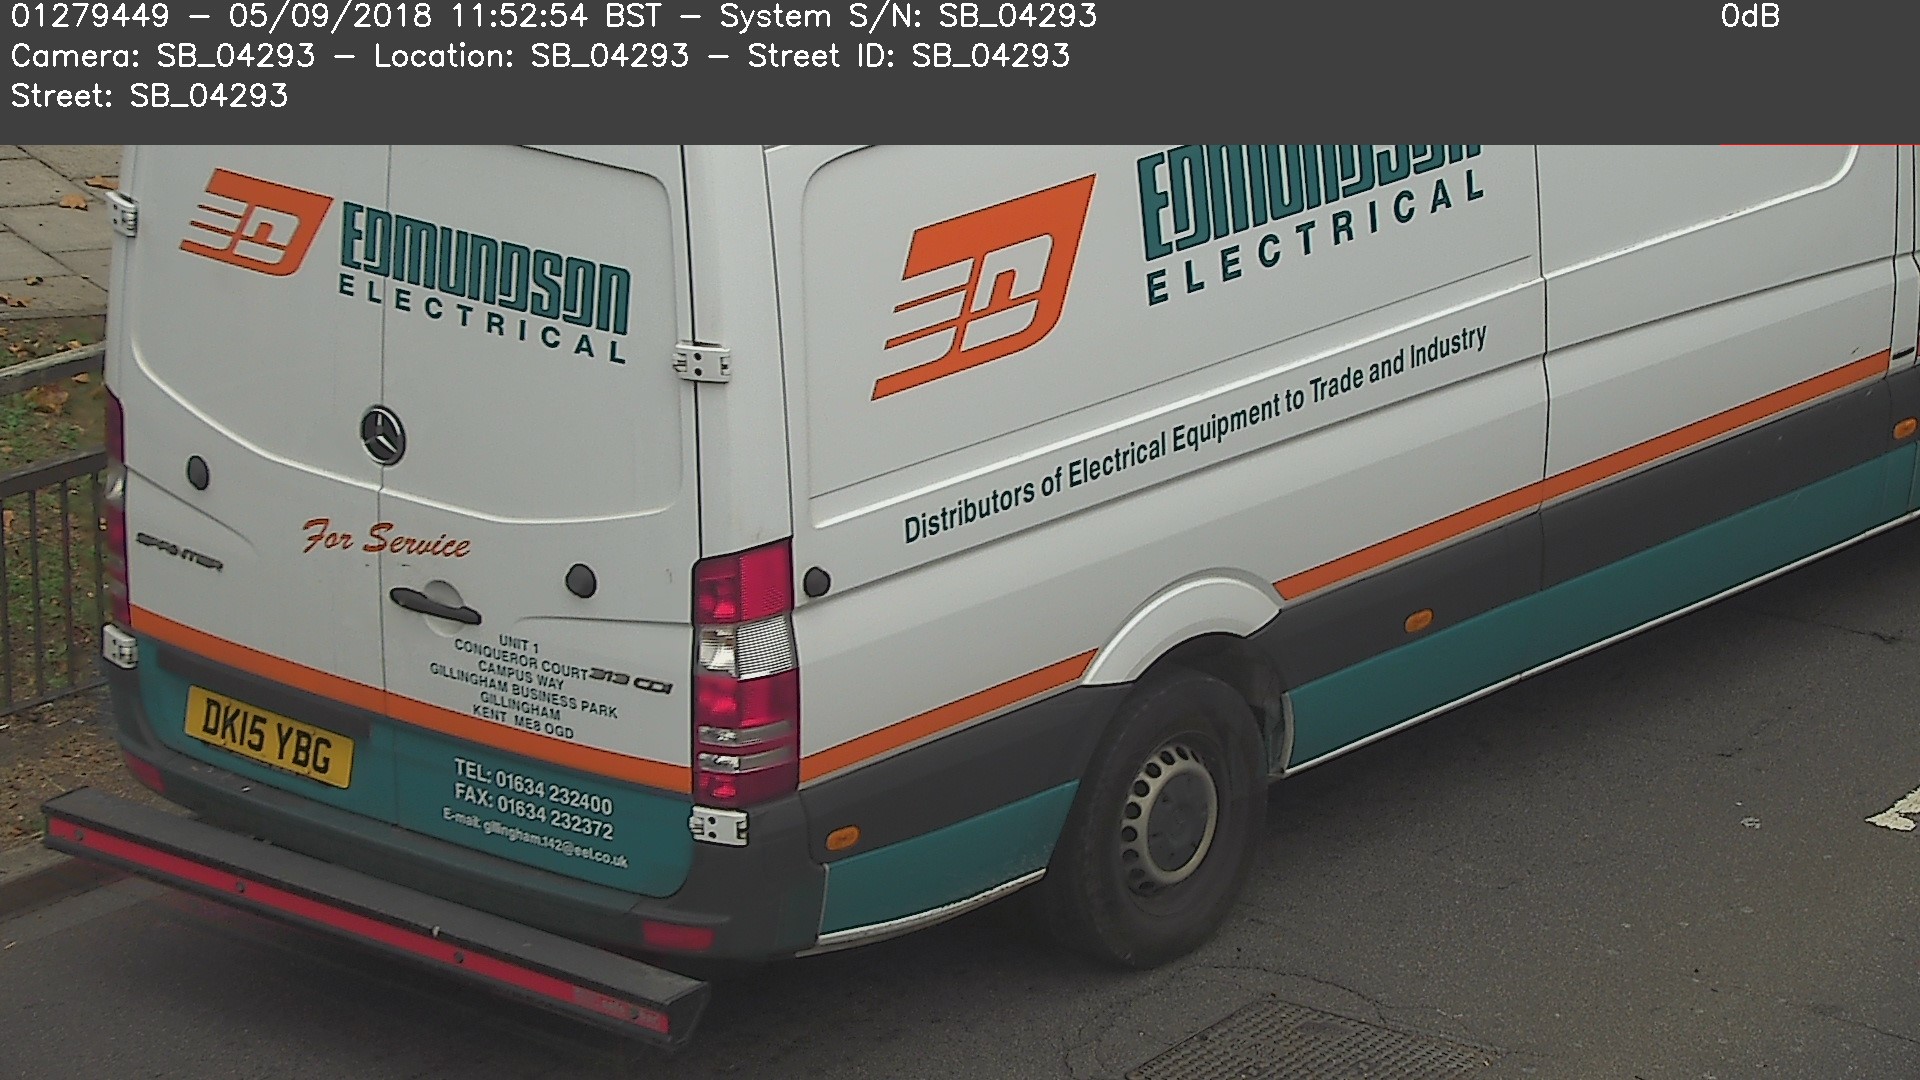 01279449 - 05/09/2018 11:52:54 BST - System S/N: SB_04293
0dB
Camera: SB_04293 - Location: SB_04293 - Street ID: SB_04293
Street: SB_04293
EDMUNDSON
ELECTRICAL
For Service
SPRINTER
UNIT 1
CONQUEROR COURT
CAMPUS WAY
GILLINGHAM BUSINESS PARK
GILLINGHAM
KENT ME8 0GD
313 CDI
DK15 YBG
TEL: 01634 232400
FAX: 01634 232372
E-mail: gillingham.142@eel.co.uk
EDMUNDSON
ELECTRICAL
Distributors of Electrical Equipment to Trade and Industry